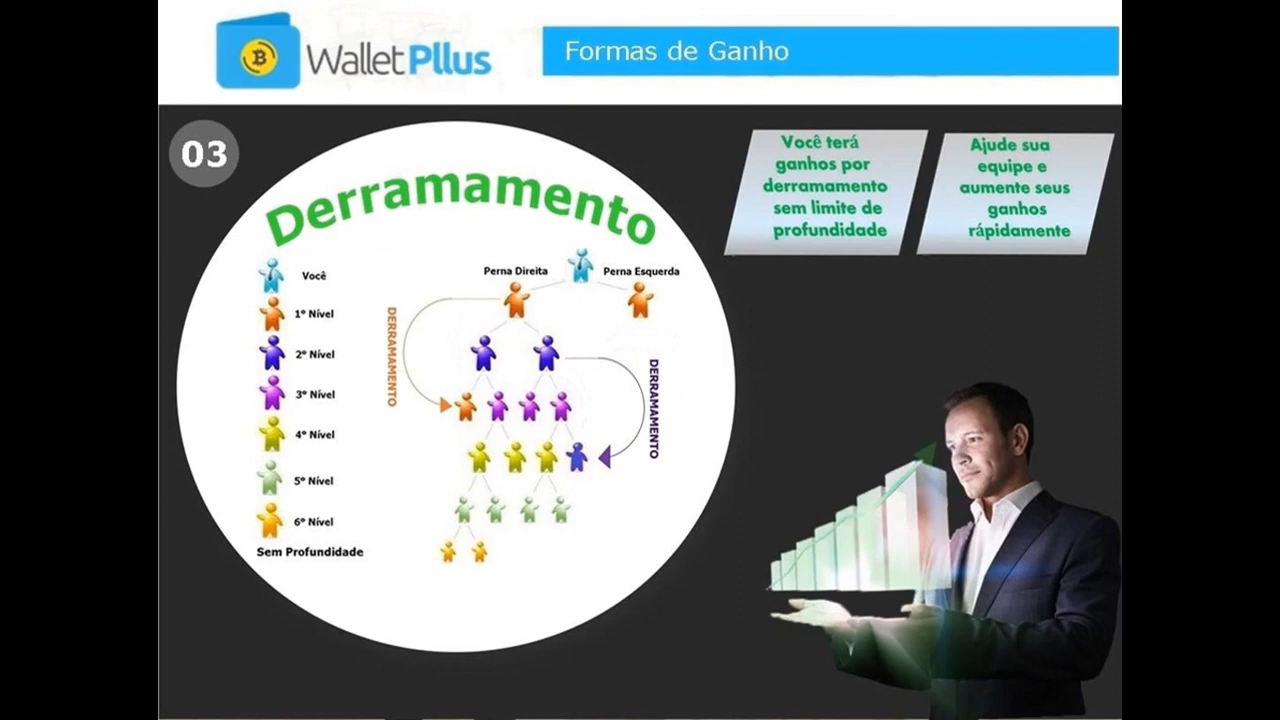 Wallet Pllus
Formas de Ganho
03
Derramamento
Você
1º Nível
2º Nível
3º Nível
4º Nível
5º Nível
6º Nível
Sem Profundidade
Perna Direita
Perna Esquerda
DERRAMAMENTO
DERRAMAMENTO
Você terá
ganhos por
derramamento
sem limite de
profundidade
Ajude sua
equipe e
aumente seus
ganhos
rápidamente